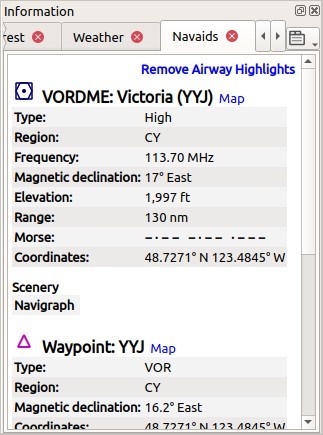 Information
rest Weather Navaids
Remove Airway Highlights
VORDME: Victoria (YYJ) Map
Type: High
Region: CY
Frequency: 113.70 MHz
Magnetic declination: 17° East
Elevation: 1,997 ft
Range: 130 nm
Morse: –·–– –·–– ·–––
Coordinates: 48.7271° N 123.4845° W
Scenery
Navigraph
Waypoint: YYJ Map
Type: VOR
Region: CY
Magnetic declination: 16.2° East
Coordinates: 48.7271° N 123.4845° W